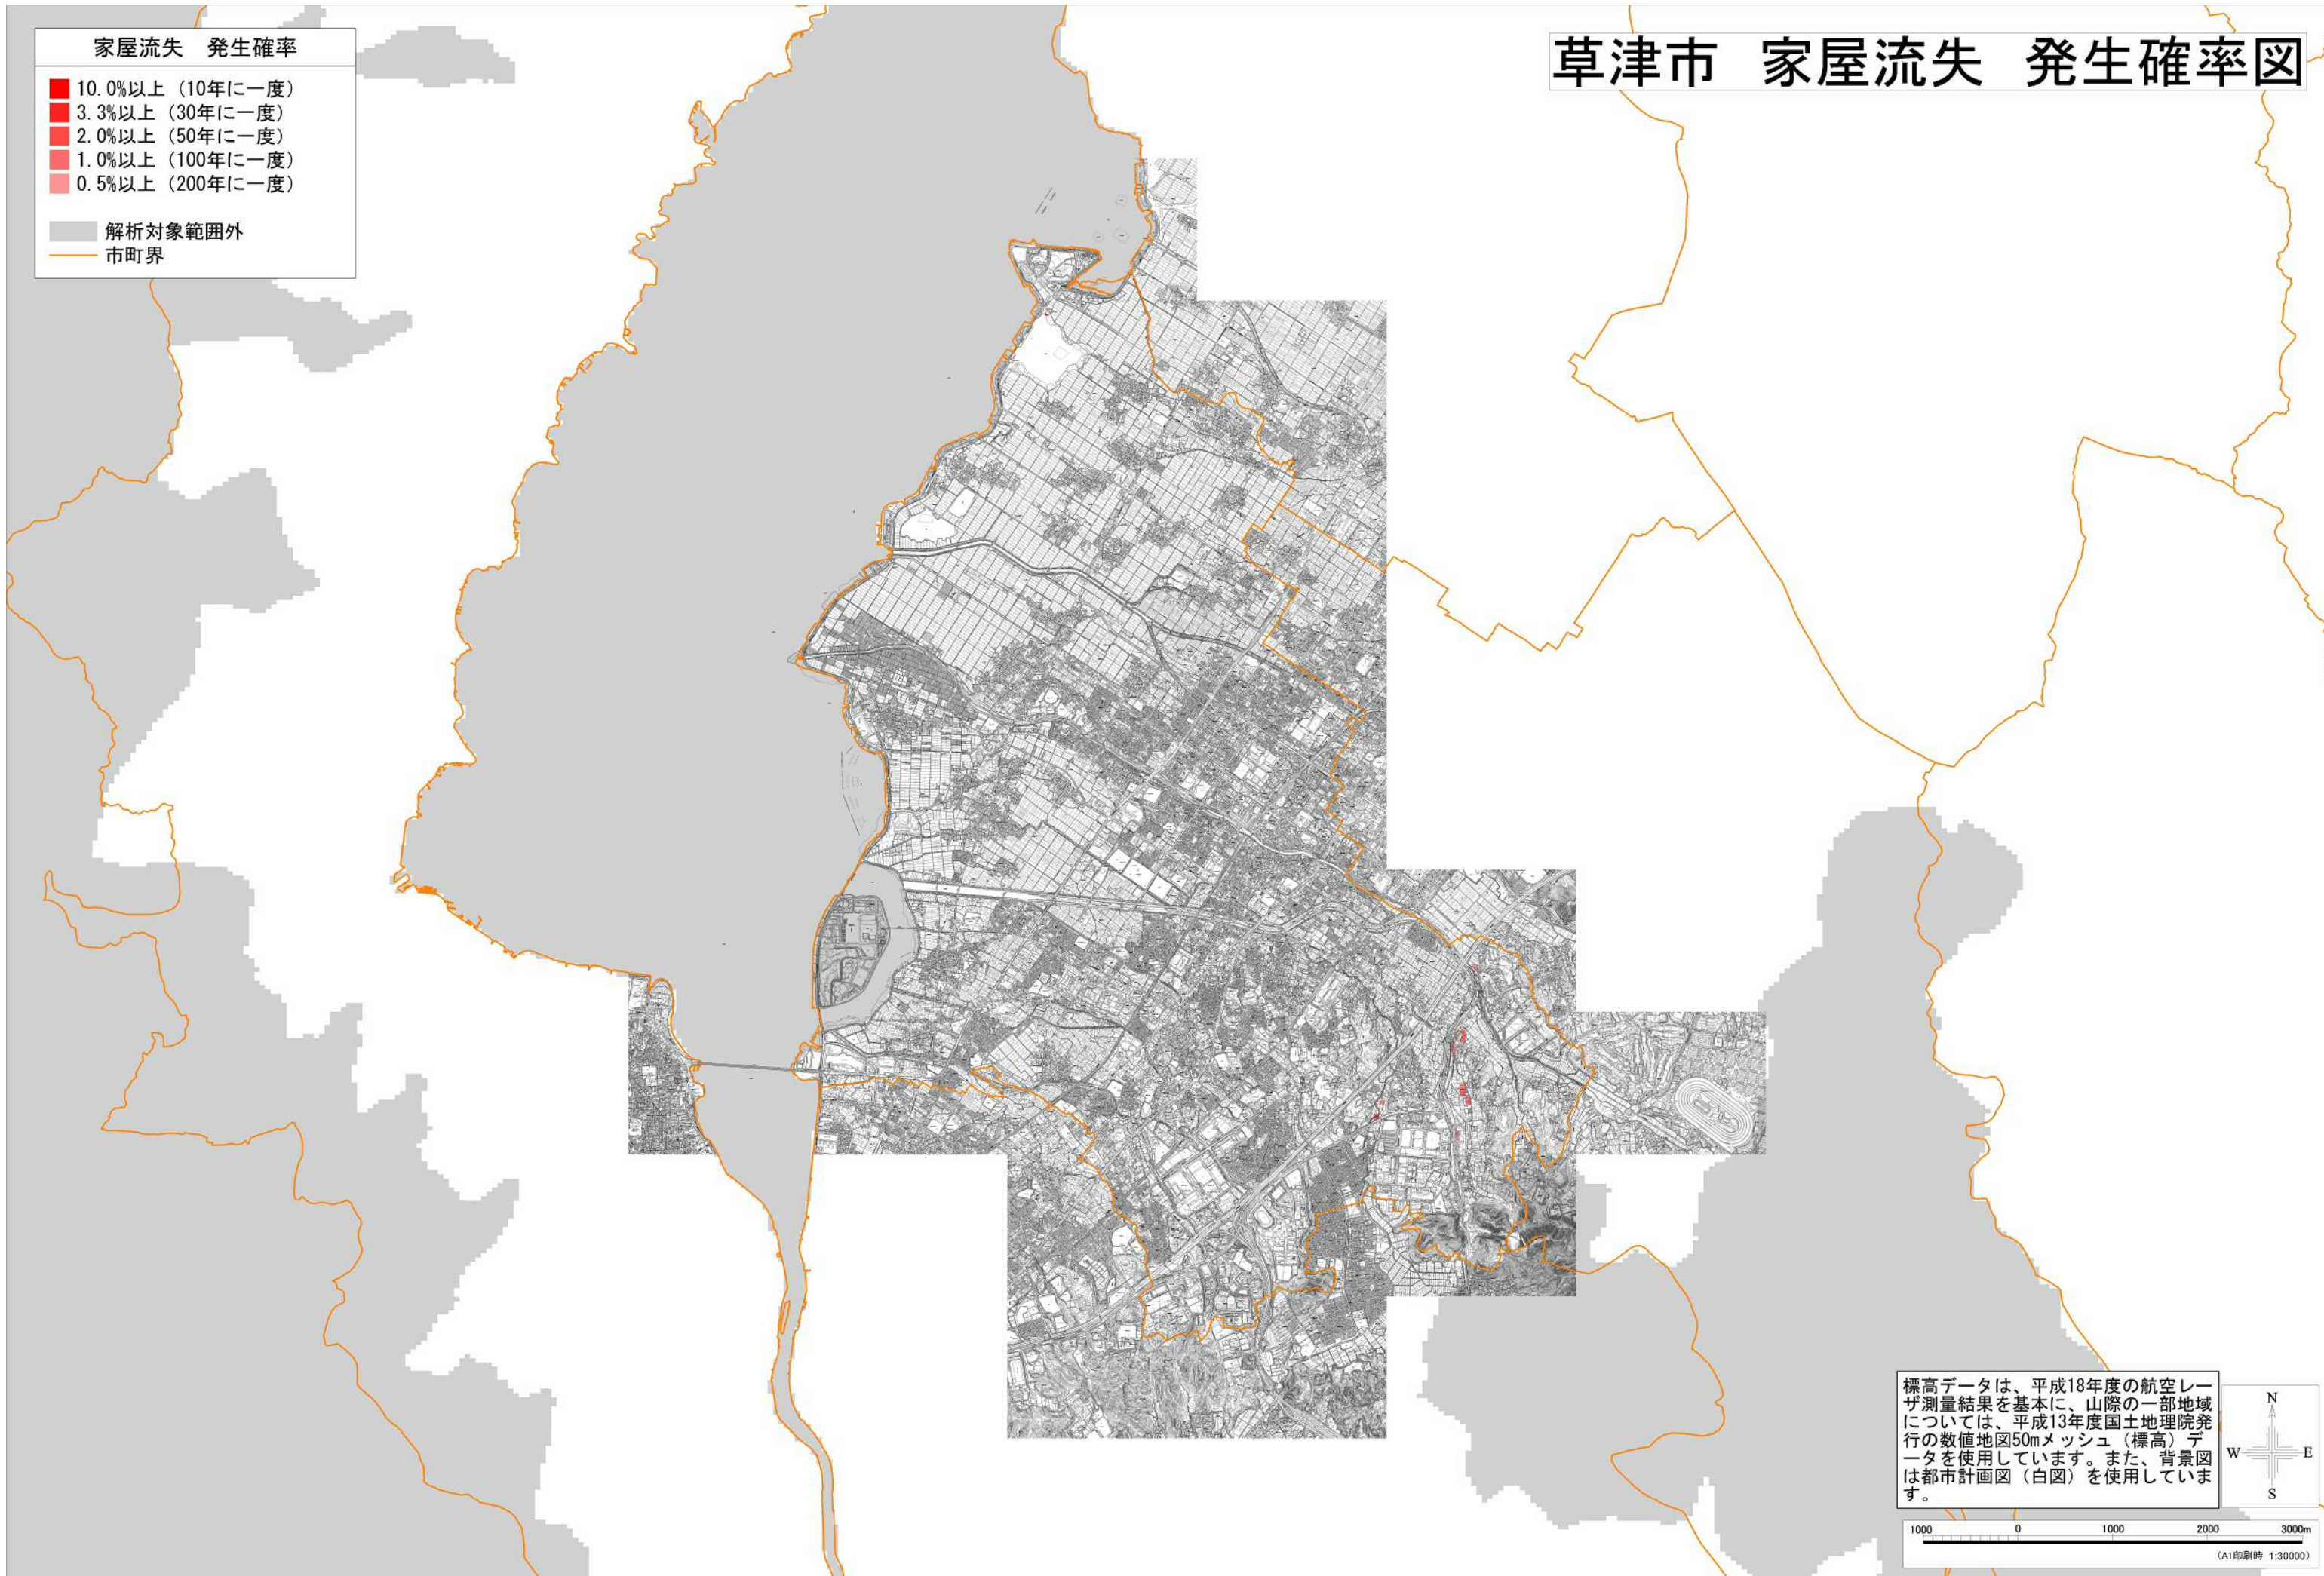 家屋流失　発生確率
10.0%以上（10年に一度）
3.3%以上（30年に一度）
2.0%以上（50年に一度）
1.0%以上（100年に一度）
0.5%以上（200年に一度）
解析対象範囲外
市町界
草津市　家屋流失　発生確率図
標高データは、平成18年度の航空レー
ザ測量結果を基本に、山際の一部地域
については、平成13年度国土地理院発
行の数値地図50mメッシュ（標高）デ
ータを使用しています。また、背景図
は都市計画図（白図）を使用していま
す。
N
W E
S
1000 0 1000 2000 3000m
（A1印刷時 1:30000）